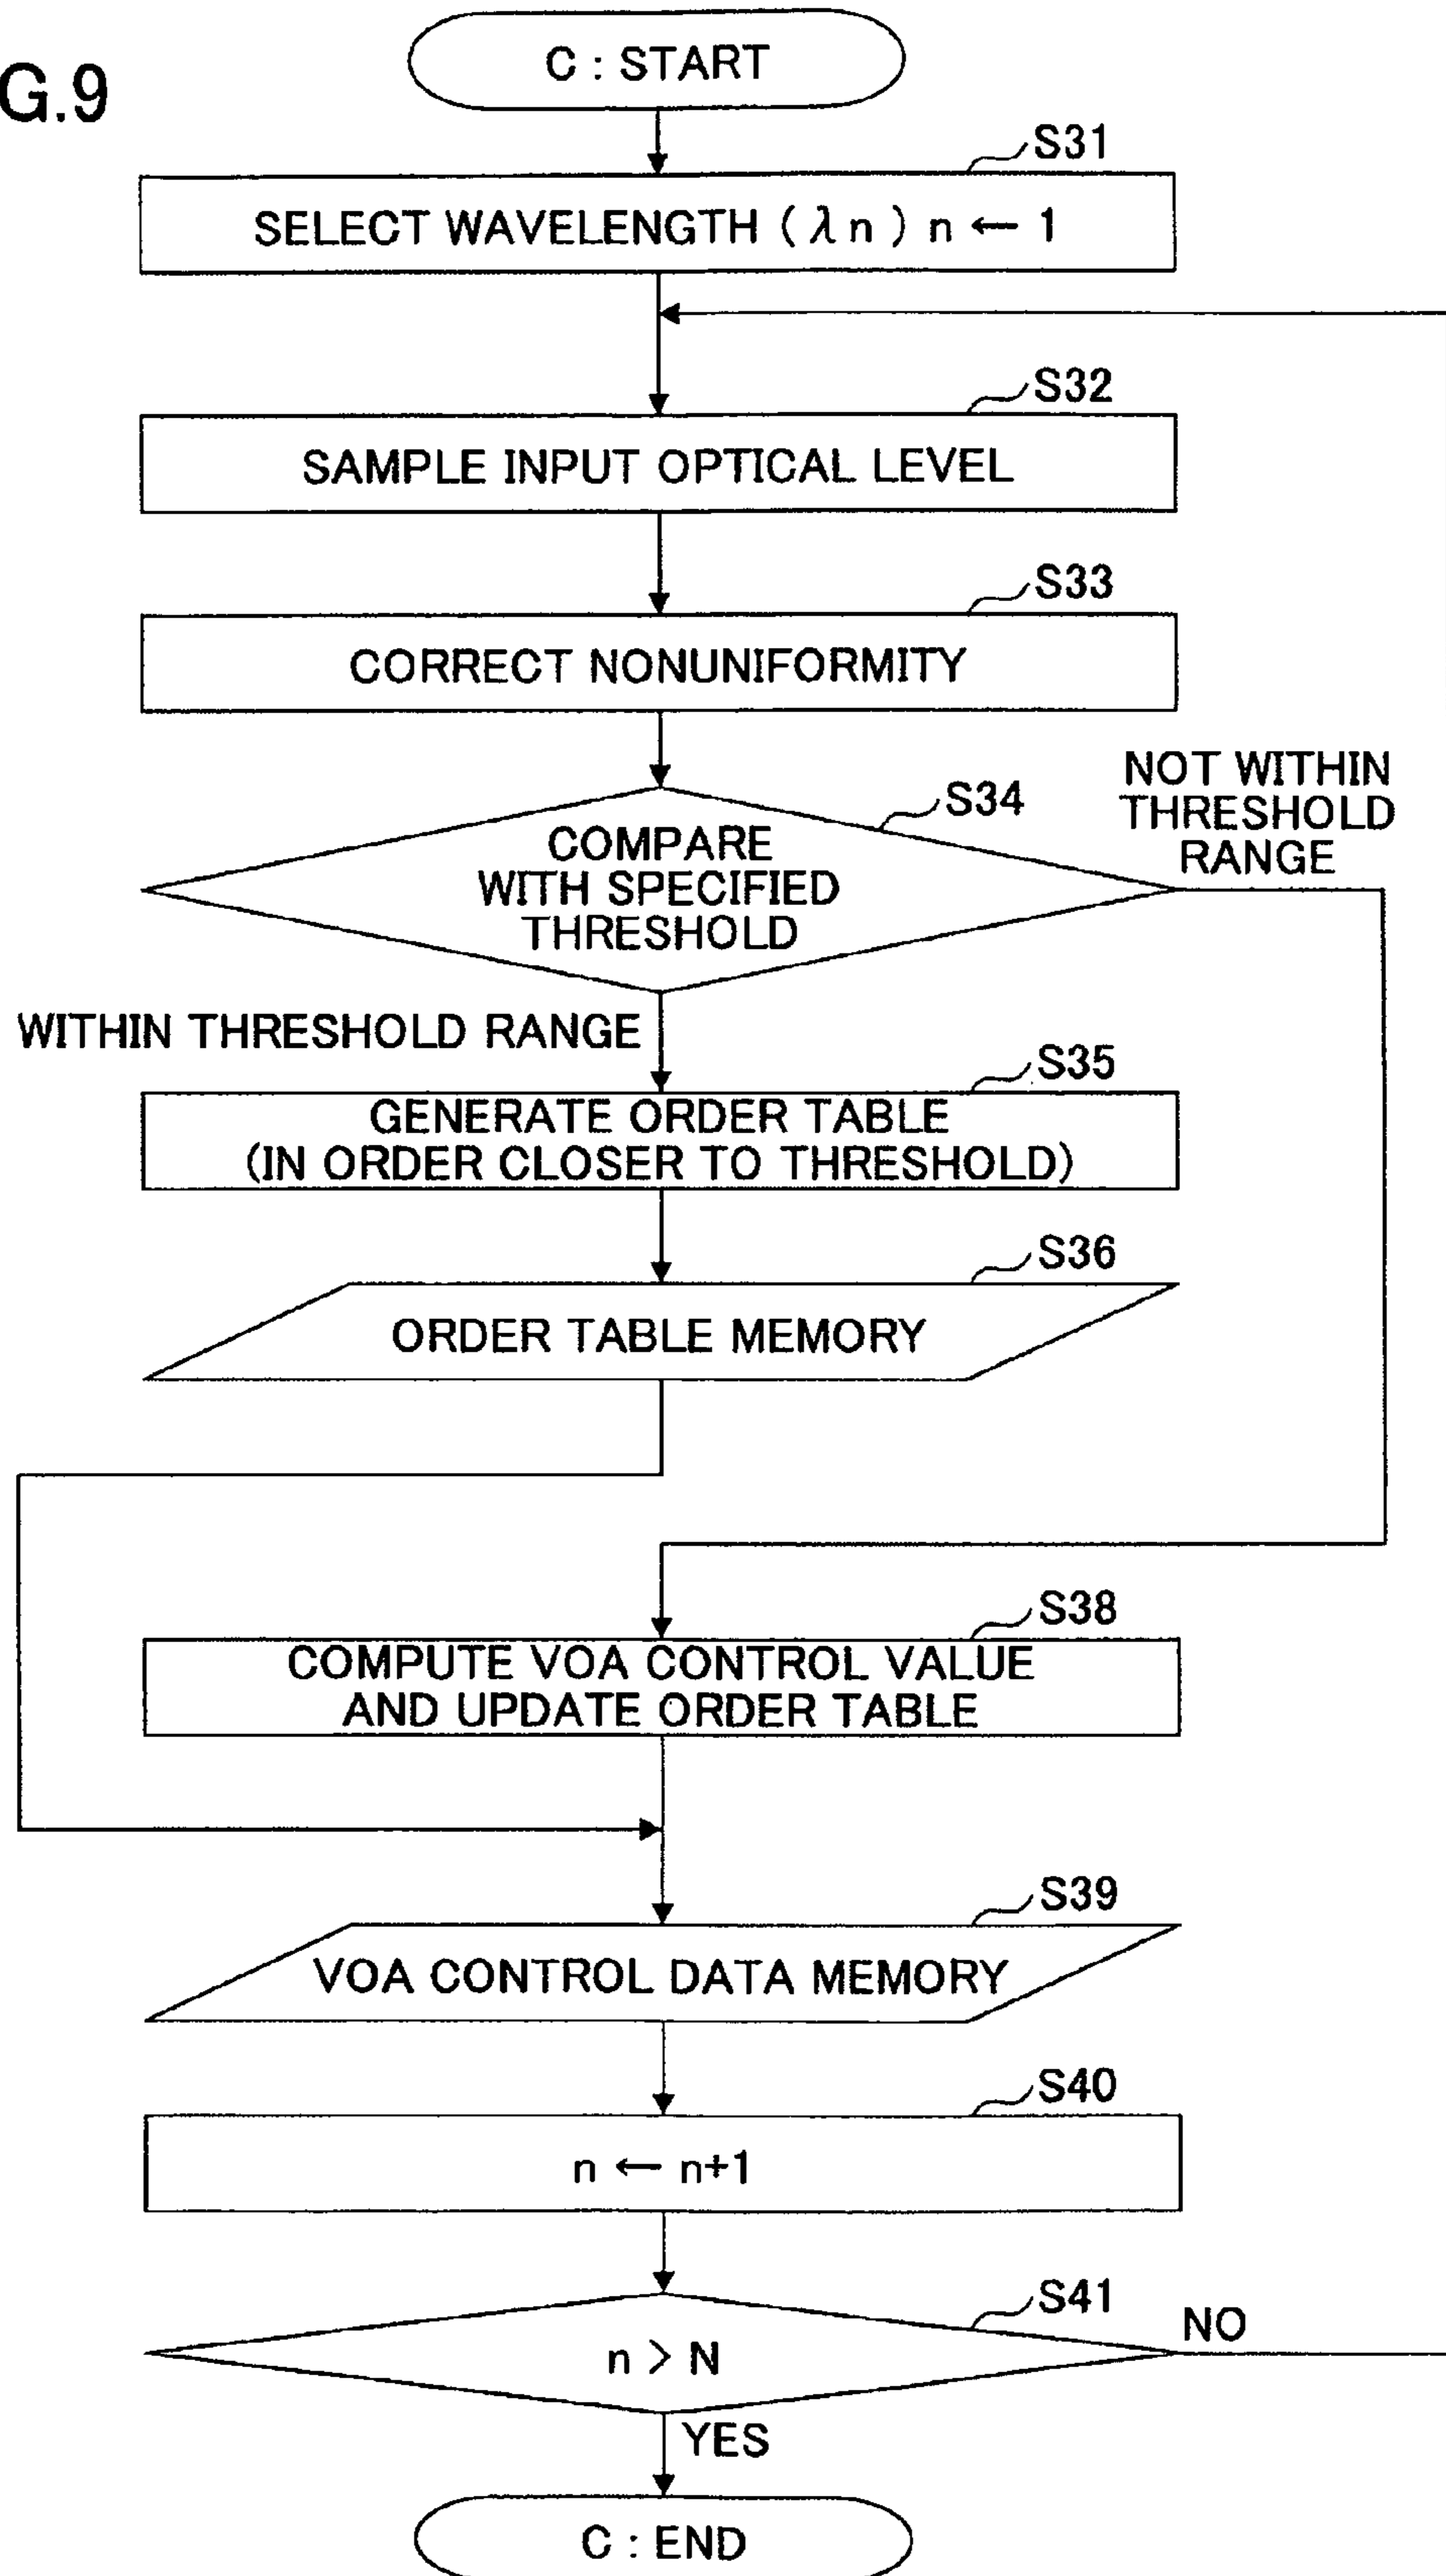 G.9
C : START
S31
SELECT WAVELENGTH ( λ n ) n ← 1
S32
SAMPLE INPUT OPTICAL LEVEL
S33
CORRECT NONUNIFORMITY
S34
NOT WITHIN
THRESHOLD
RANGE
COMPARE
WITH SPECIFIED
THRESHOLD
WITHIN THRESHOLD RANGE
S35
GENERATE ORDER TABLE
(IN ORDER CLOSER TO THRESHOLD)
S36
ORDER TABLE MEMORY
S38
COMPUTE VOA CONTROL VALUE
AND UPDATE ORDER TABLE
S39
VOA CONTROL DATA MEMORY
S40
n ← n+1
S41
NO
n > N
YES
C : END